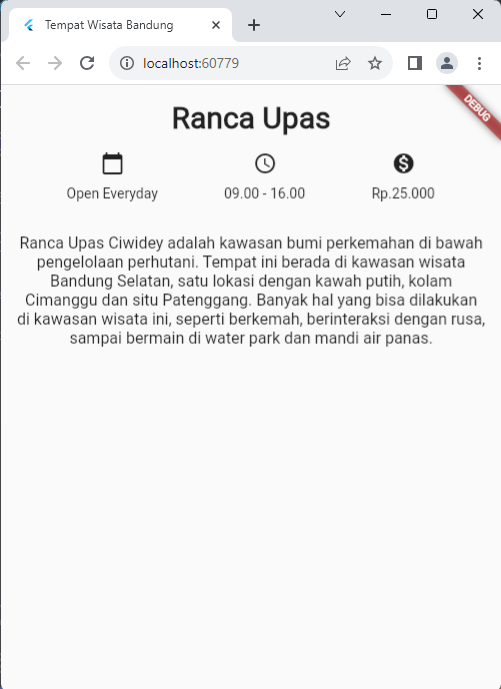 Tempat Wisata Bandung
localhost:60779
DEBUG
Ranca Upas
Open Everyday
09.00 - 16.00
Rp.25.000
Ranca Upas Ciwidey adalah kawasan bumi perkemahan di bawah
pengelolaan perhutani. Tempat ini berada di kawasan wisata
Bandung Selatan, satu lokasi dengan kawah putih, kolam
Cimanggu dan situ Patenggang. Banyak hal yang bisa dilakukan
di kawasan wisata ini, seperti berkemah, berinteraksi dengan rusa,
sampai bermain di water park dan mandi air panas.